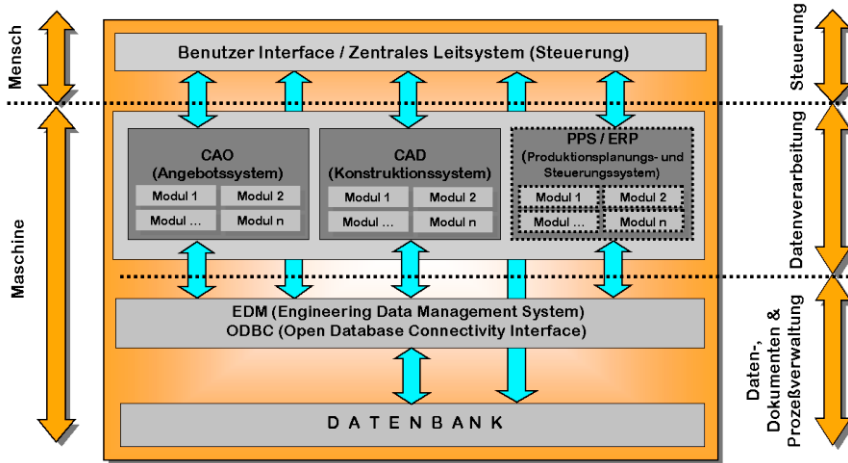 Benutzer Interface / Zentrales Leitsystem (Steuerung)
Mensch
Steuerung
CAO
(Angebotssystem)
Modul 1
Modul 2
Modul ...
Modul n
CAD
(Konstruktionssystem)
Modul 1
Modul 2
Modul ...
Modul n
PPS / ERP
(Produktionsplanungs- und
Steuerungssystem)
Modul 1
Modul 2
Modul ...
Modul n
Maschine
Datenverarbeitung
EDM (Engineering Data Management System)
ODBC (Open Database Connectivity Interface)
Daten-,
Dokumenten &
Prozeßverwaltung
DATENBANK